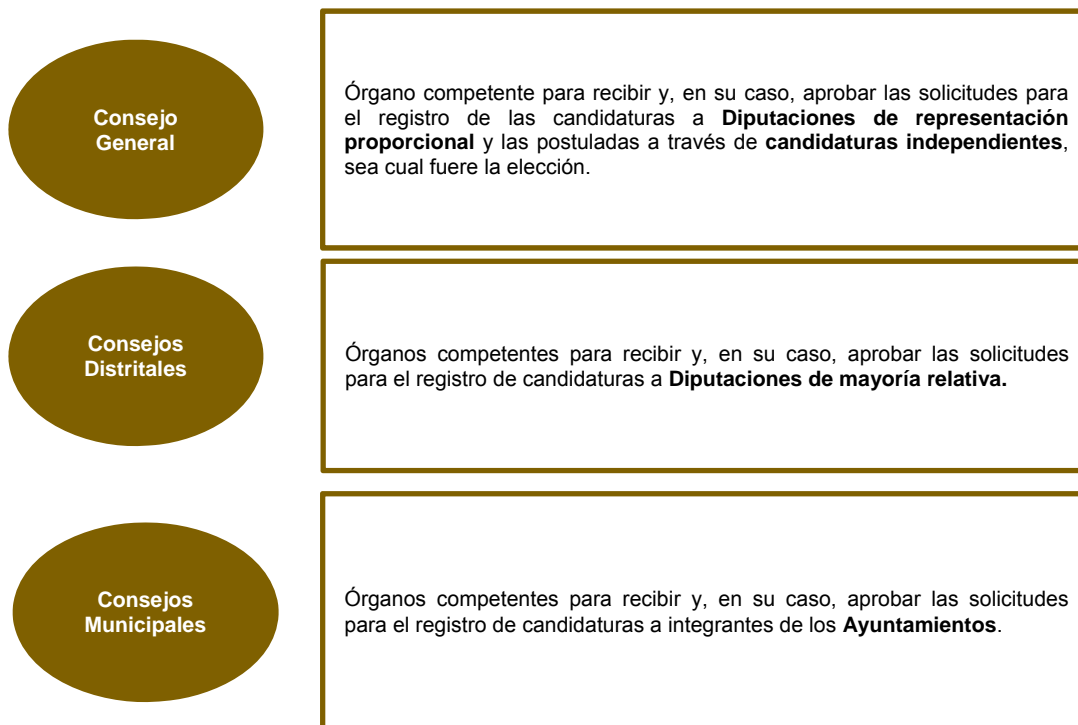 Consejo
General
Órgano competente para recibir y, en su caso, aprobar las solicitudes para
el registro de las candidaturas a Diputaciones de representación
proporcional y las postuladas a través de candidaturas independientes,
sea cual fuere la elección.
Consejos
Distritales
Órganos competentes para recibir y, en su caso, aprobar las solicitudes
para el registro de candidaturas a Diputaciones de mayoría relativa.
Consejos
Municipales
Órganos competentes para recibir y, en su caso, aprobar las solicitudes
para el registro de candidaturas a integrantes de los Ayuntamientos.